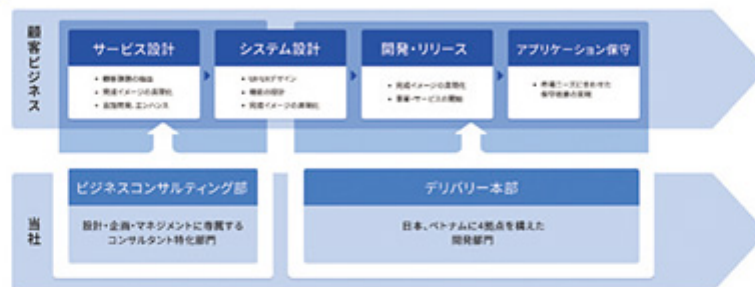 顧客ビジネス
サービス設計
・顧客課題の抽出
・完成イメージの具現化
・追加開発、エンハンス
システム設計
・UI・UXデザイン
・機能の設計
・完成イメージの具現化
開発・リリース
・完成イメージの具現化
・事業・サービスの開始
アプリケーション保守
・市場ニーズに合わせた
保守改善の実現
当社
ビジネスコンサルティング部
設計・企画・マネジメントに専属する
コンサルタント特化部門
デリバリー本部
日本、ベトナムに4拠点を構えた
開発部門